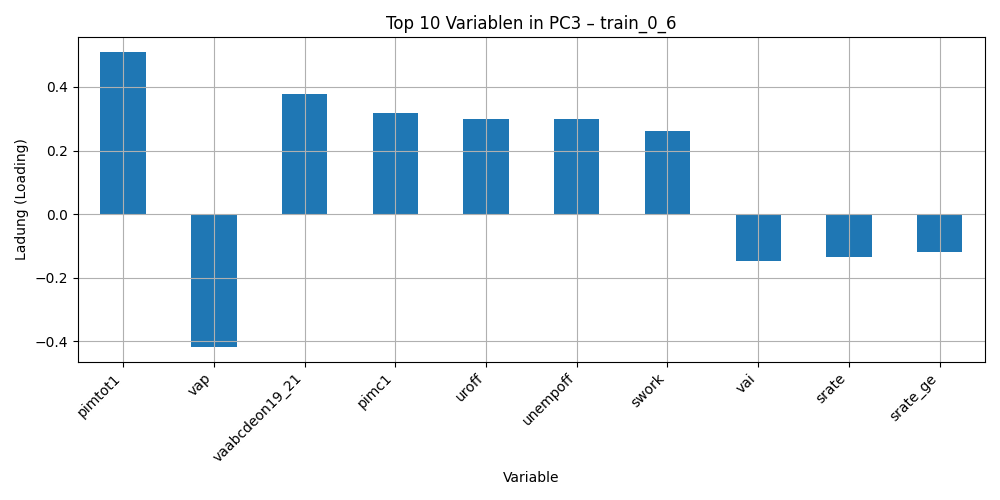 Top 10 Variablen in PC3 – train_0_6
Ladung (Loading)
0.4
0.2
0.0
−0.2
−0.4
pimtot1
vap
vaabcdeon19_21
pimc1
uroff
unempoff
swork
vai
srate
srate_ge
Variable